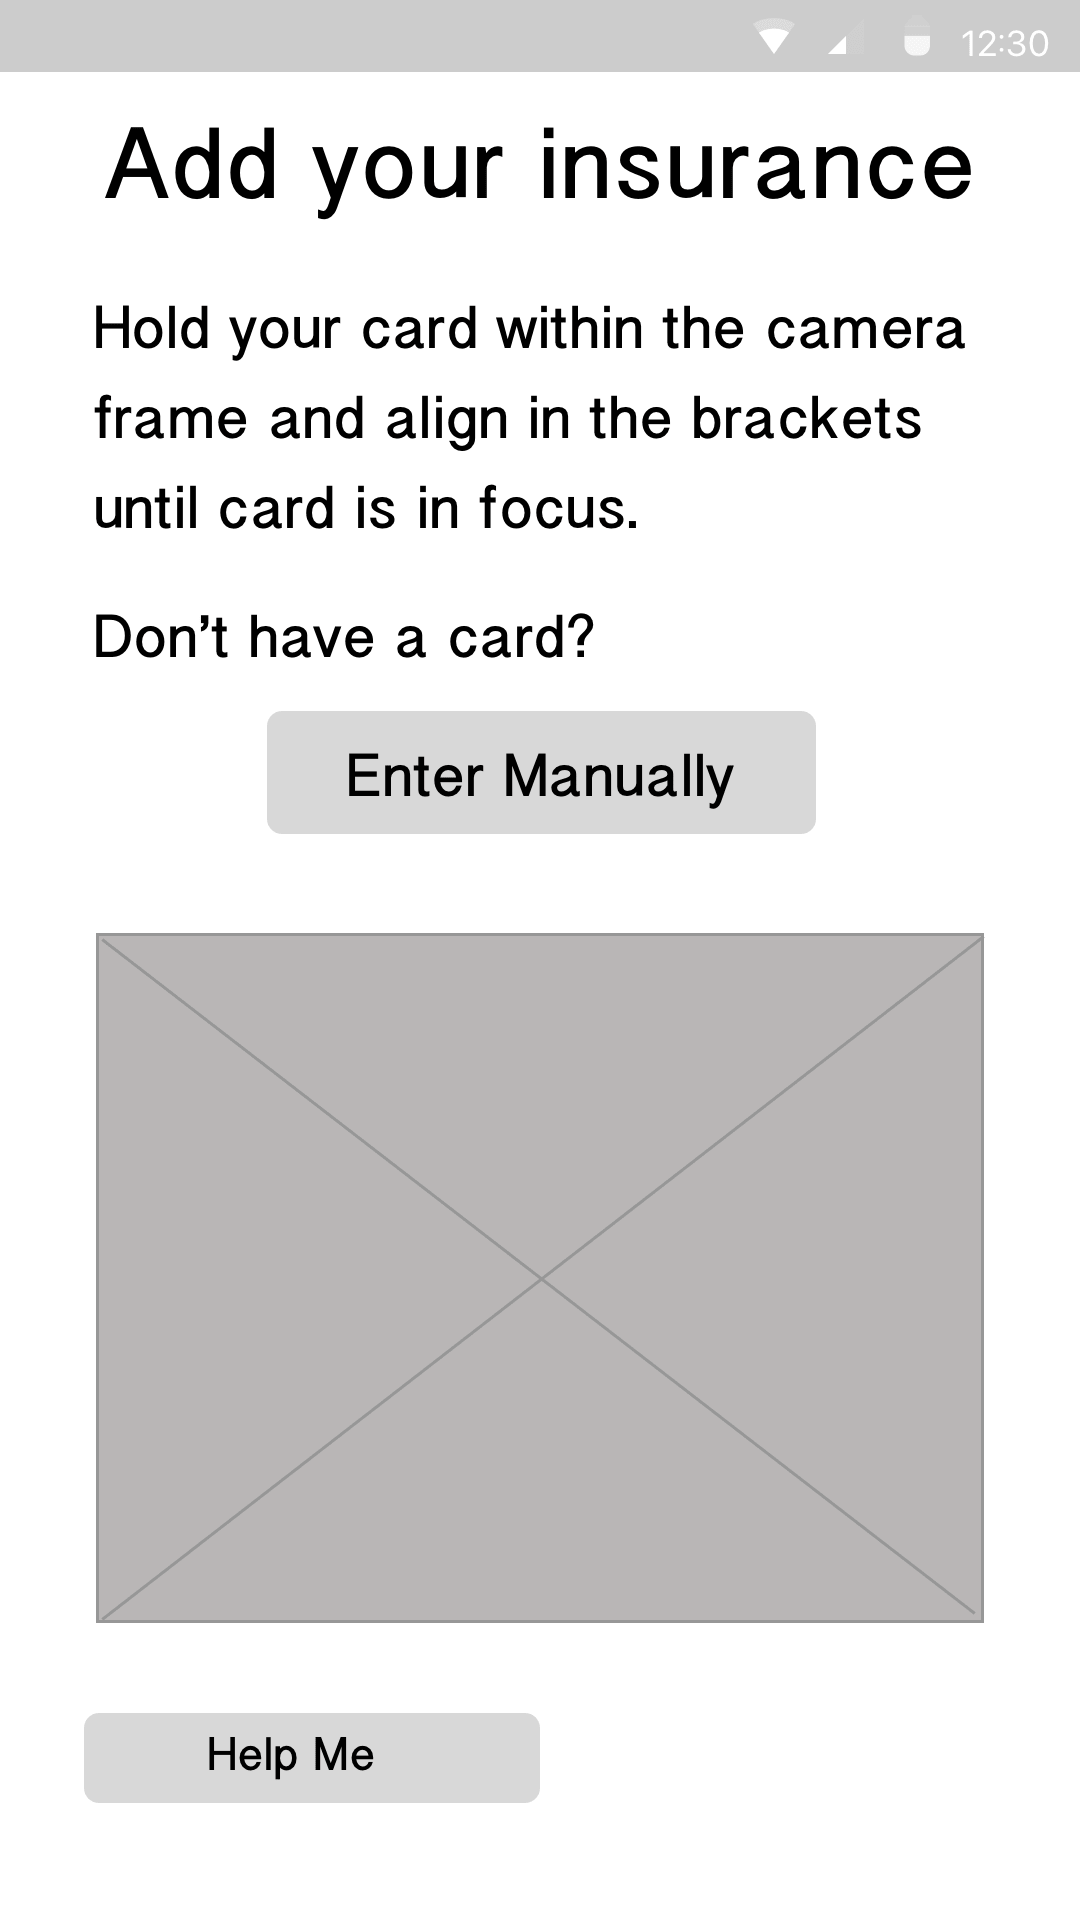 12:30
Add your insurance
Hold your card within the camera
frame and align in the brackets
until card is in focus.
Don’t have a card?
Enter Manually
Help Me